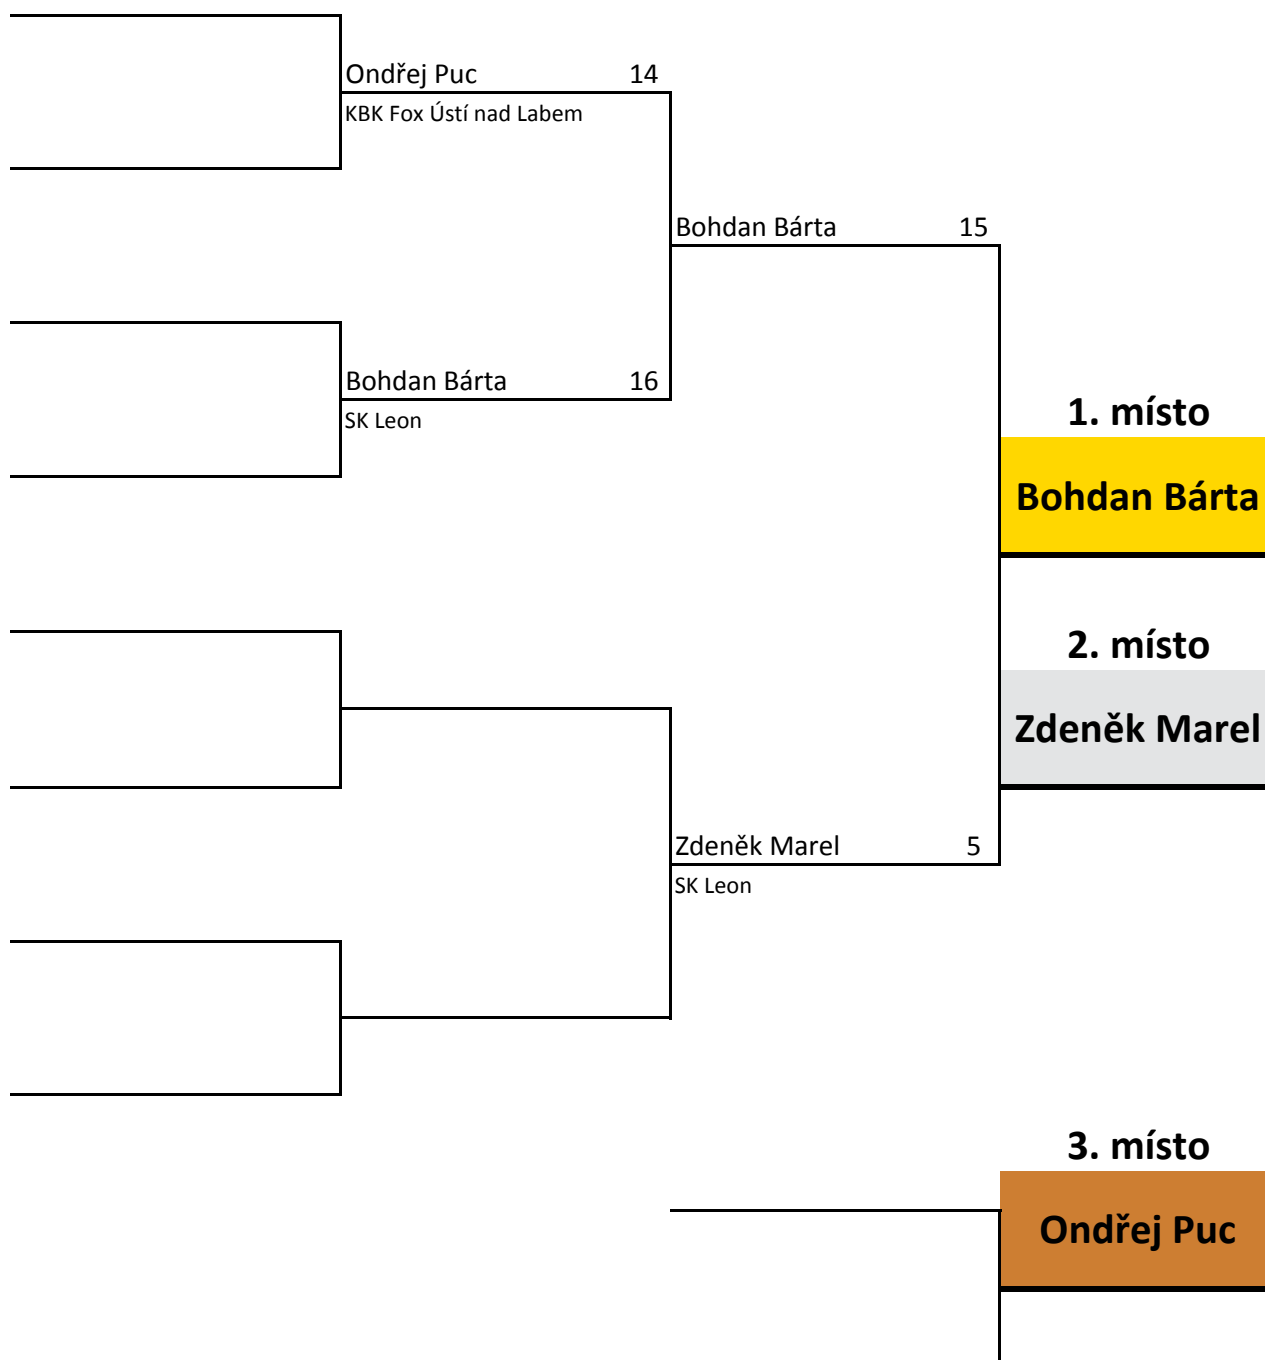 Ondřej Puc 14
KBK Fox Ústí nad Labem
Bohdan Bárta 15
Bohdan Bárta 16
SK Leon
1. místo
Bohdan Bárta
2. místo
Zdeněk Marel
Zdeněk Marel 5
SK Leon
3. místo
Ondřej Puc